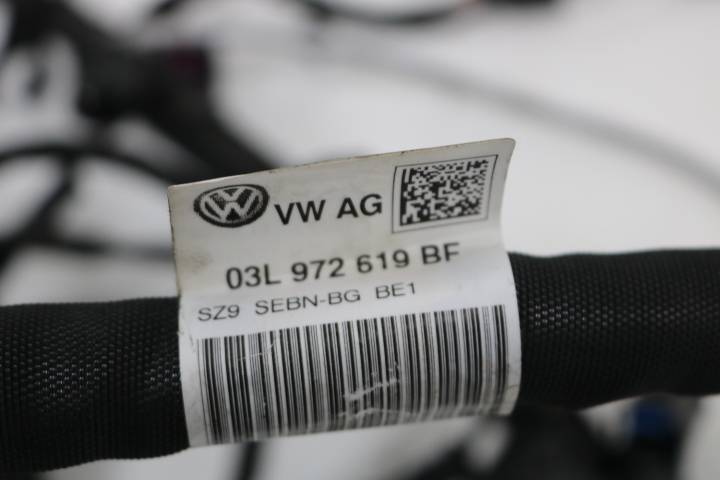 VW AG
03L 972 619 BF
SZ9 SEBN-BG BE1